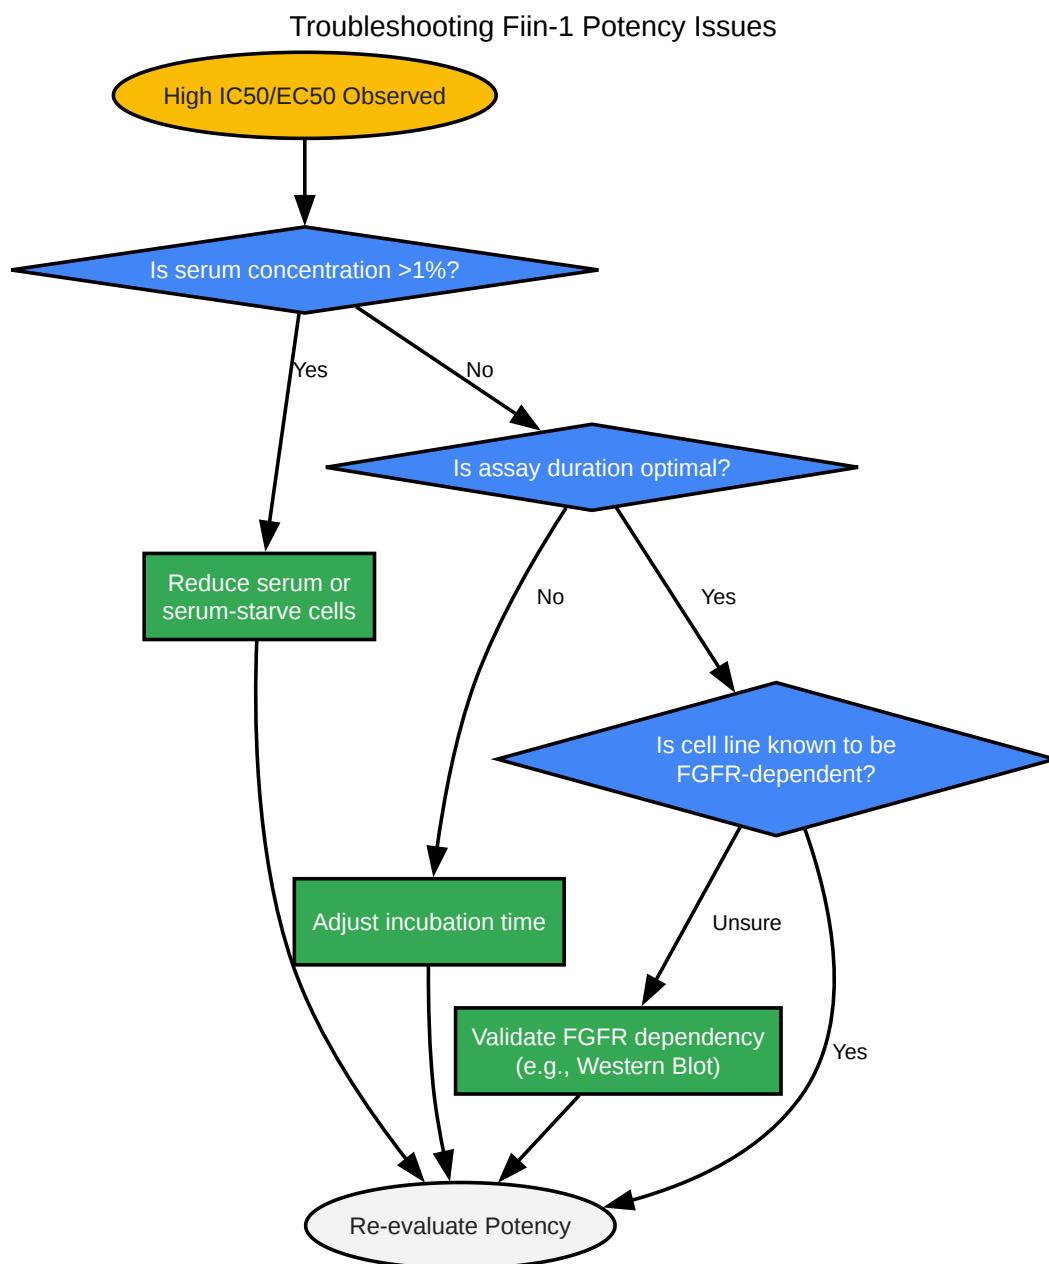 Troubleshooting Fiin-1 Potency Issues
High IC50/EC50 Observed
Is serum concentration >1%?
Yes
No
Is assay duration optimal?
Reduce serum or
serum-starve cells
No
Yes
Is cell line known to be
FGFR-dependent?
Adjust incubation time
Unsure
Validate FGFR dependency
(e.g., Western Blot)
Yes
Re-evaluate Potency